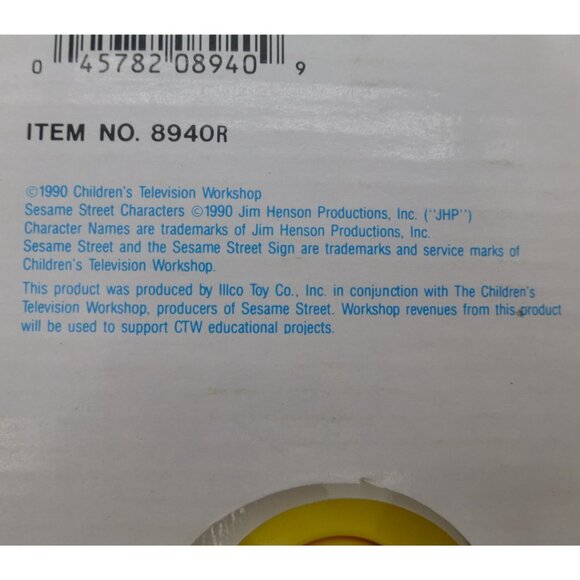 0 45782 08940 9
ITEM NO. 8940R
©1990 Children's Television Workshop
Sesame Street Characters ©1990 Jim Henson Productions, Inc. ("JHP")
Character Names are trademarks of Jim Henson Productions, Inc.
Sesame Street and the Sesame Street Sign are trademarks and service marks of
Children's Television Workshop.
This product was produced by Illco Toy Co., Inc. in conjunction with The Children's
Television Workshop, producers of Sesame Street. Workshop revenues from this product
will be used to support CTW educational projects.